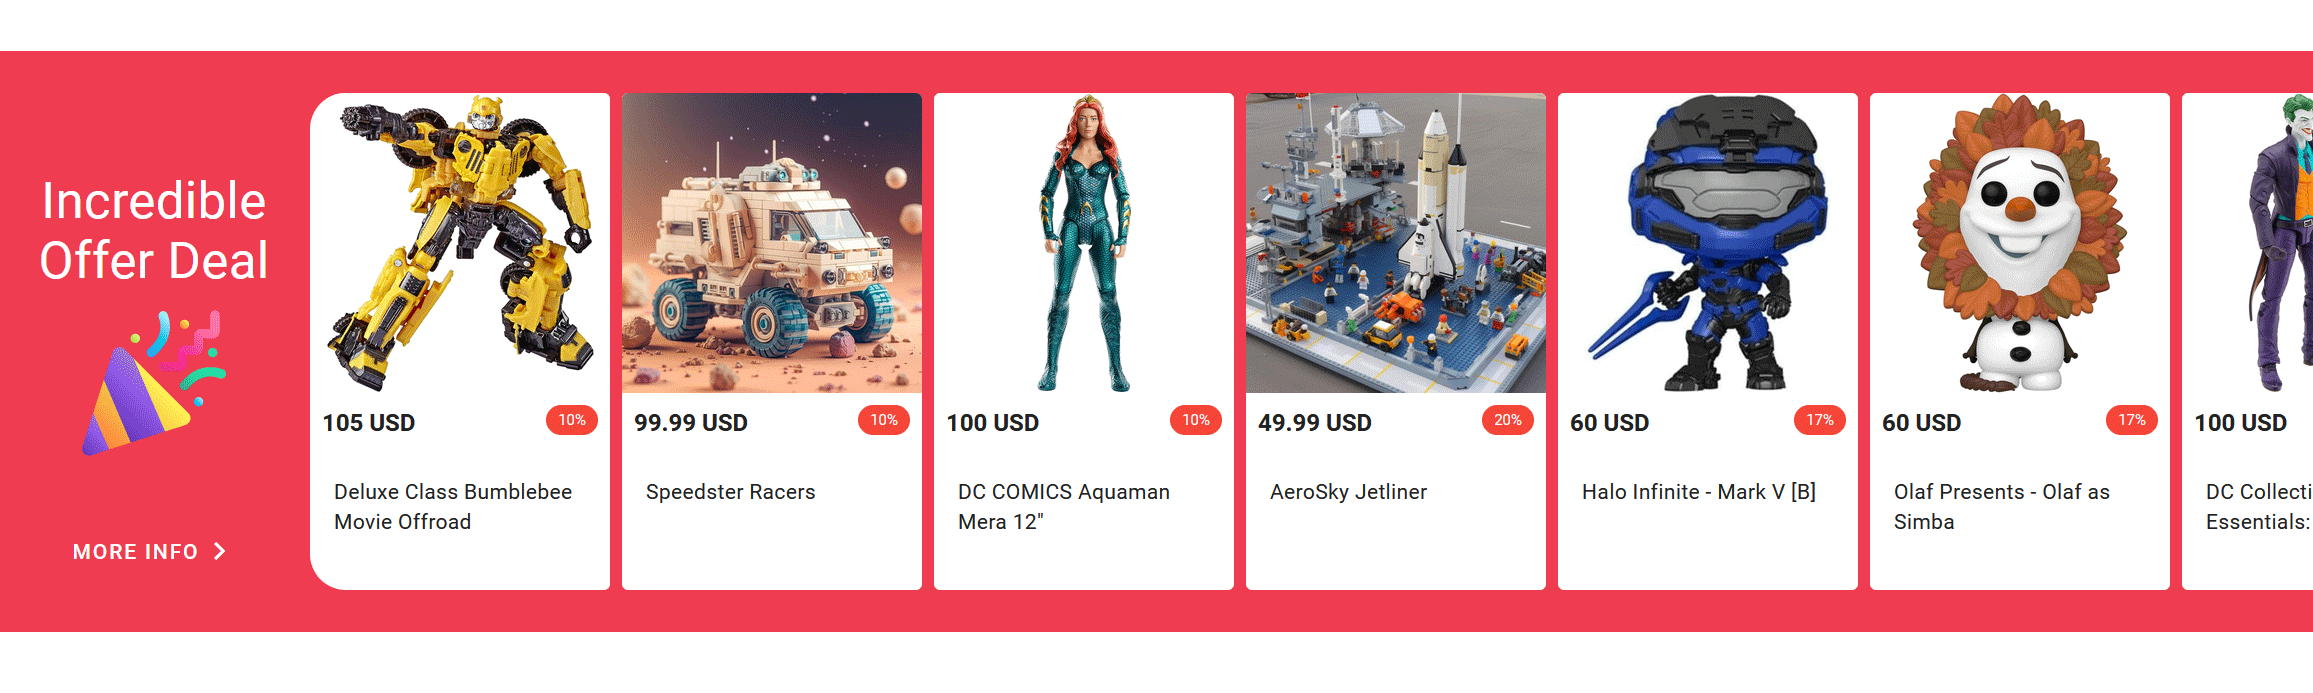 Incredible
Offer Deal
MORE INFO
105 USD
10%
Deluxe Class Bumblebee
Movie Offroad
99.99 USD
10%
Speedster Racers
100 USD
10%
DC COMICS Aquaman
Mera 12"
49.99 USD
20%
AeroSky Jetliner
60 USD
17%
Halo Infinite - Mark V [B]
60 USD
17%
Olaf Presents - Olaf as
Simba
100 USD
DC Collecti
Essentials: